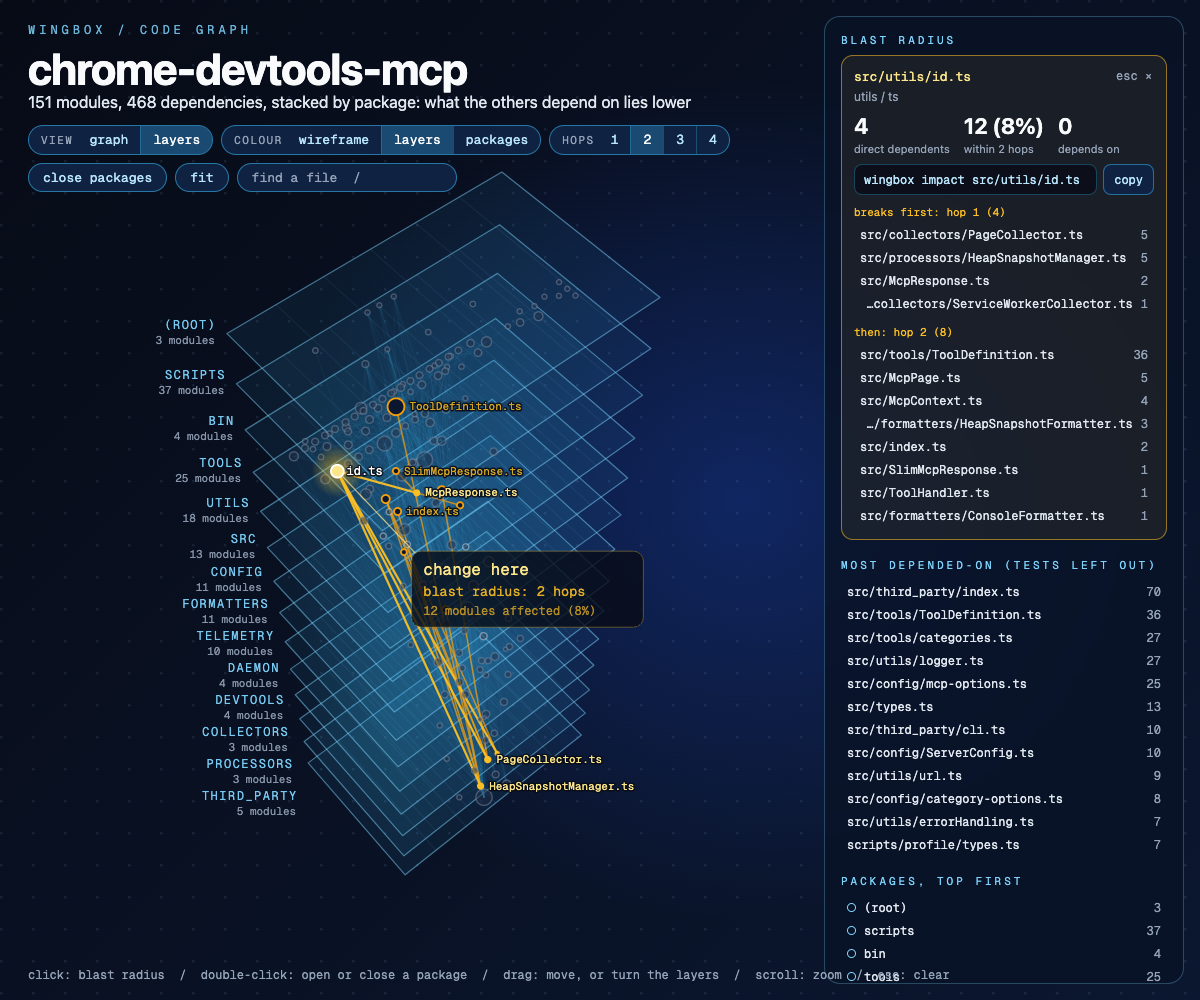 WINGBOX / CODE GRAPH
chrome-devtools-mcp
151 modules, 468 dependencies, stacked by package: what the others depend on lies lower
VIEW graph layers
COLOUR wireframe layers packages
HOPS 1 2 3 4
close packages
fit
find a file /
(ROOT)
3 modules
SCRIPTS
37 modules
BIN
4 modules
TOOLS
25 modules
UTILS
18 modules
SRC
13 modules
CONFIG
11 modules
FORMATTERS
11 modules
TELEMETRY
10 modules
DAEMON
4 modules
DEVTOOLS
4 modules
COLLECTORS
3 modules
PROCESSORS
3 modules
THIRD_PARTY
5 modules
ToolDefinition.ts
id.ts
SlimMcpResponse.ts
McpResponse.ts
index.ts
change here
blast radius: 2 hops
12 modules affected (8%)
PageCollector.ts
HeapSnapshotManager.ts
BLAST RADIUS
src/utils/id.ts esc ×
utils / ts
4 12 (8%) 0
direct dependents within 2 hops depends on
wingbox impact src/utils/id.ts copy
breaks first: hop 1 (4)
src/collectors/PageCollector.ts 5
src/processors/HeapSnapshotManager.ts 5
src/McpResponse.ts 2
…collectors/ServiceWorkerCollector.ts 1
then: hop 2 (8)
src/tools/ToolDefinition.ts 36
src/McpPage.ts 5
src/McpContext.ts 4
…/formatters/HeapSnapshotFormatter.ts 3
src/index.ts 2
src/SlimMcpResponse.ts 1
src/ToolHandler.ts 1
src/formatters/ConsoleFormatter.ts 1
MOST DEPENDED-ON (TESTS LEFT OUT)
src/third_party/index.ts 70
src/tools/ToolDefinition.ts 36
src/tools/categories.ts 27
src/utils/logger.ts 27
src/config/mcp-options.ts 25
src/types.ts 13
src/third_party/cli.ts 10
src/config/ServerConfig.ts 10
src/utils/url.ts 9
src/config/category-options.ts 8
src/utils/errorHandling.ts 7
scripts/profile/types.ts 7
PACKAGES, TOP FIRST
(root) 3
scripts 37
bin 4
tools 25
click: blast radius / double-click: open or close a package / drag: move, or turn the layers / scroll: zoom / esc: clear